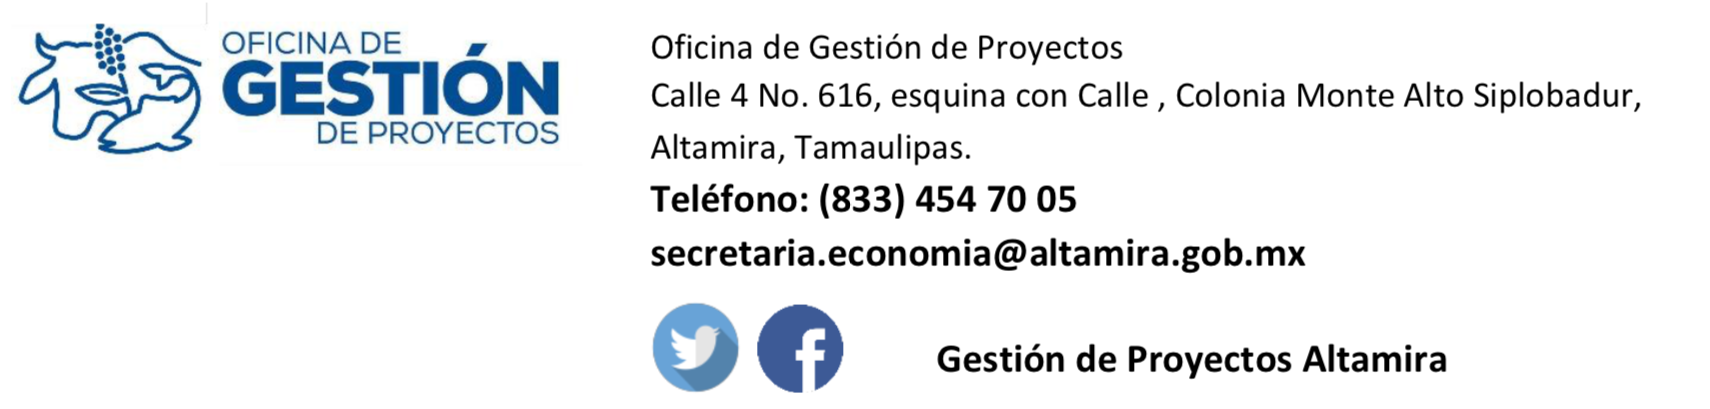 OFICINA DE
GESTIÓN
DE PROYECTOS
Oficina de Gestión de Proyectos
Calle 4 No. 616, esquina con Calle , Colonia Monte Alto Siplobadur,
Altamira, Tamaulipas.
Teléfono: (833) 454 70 05
secretaria.economia@altamira.gob.mx
Gestión de Proyectos Altamira